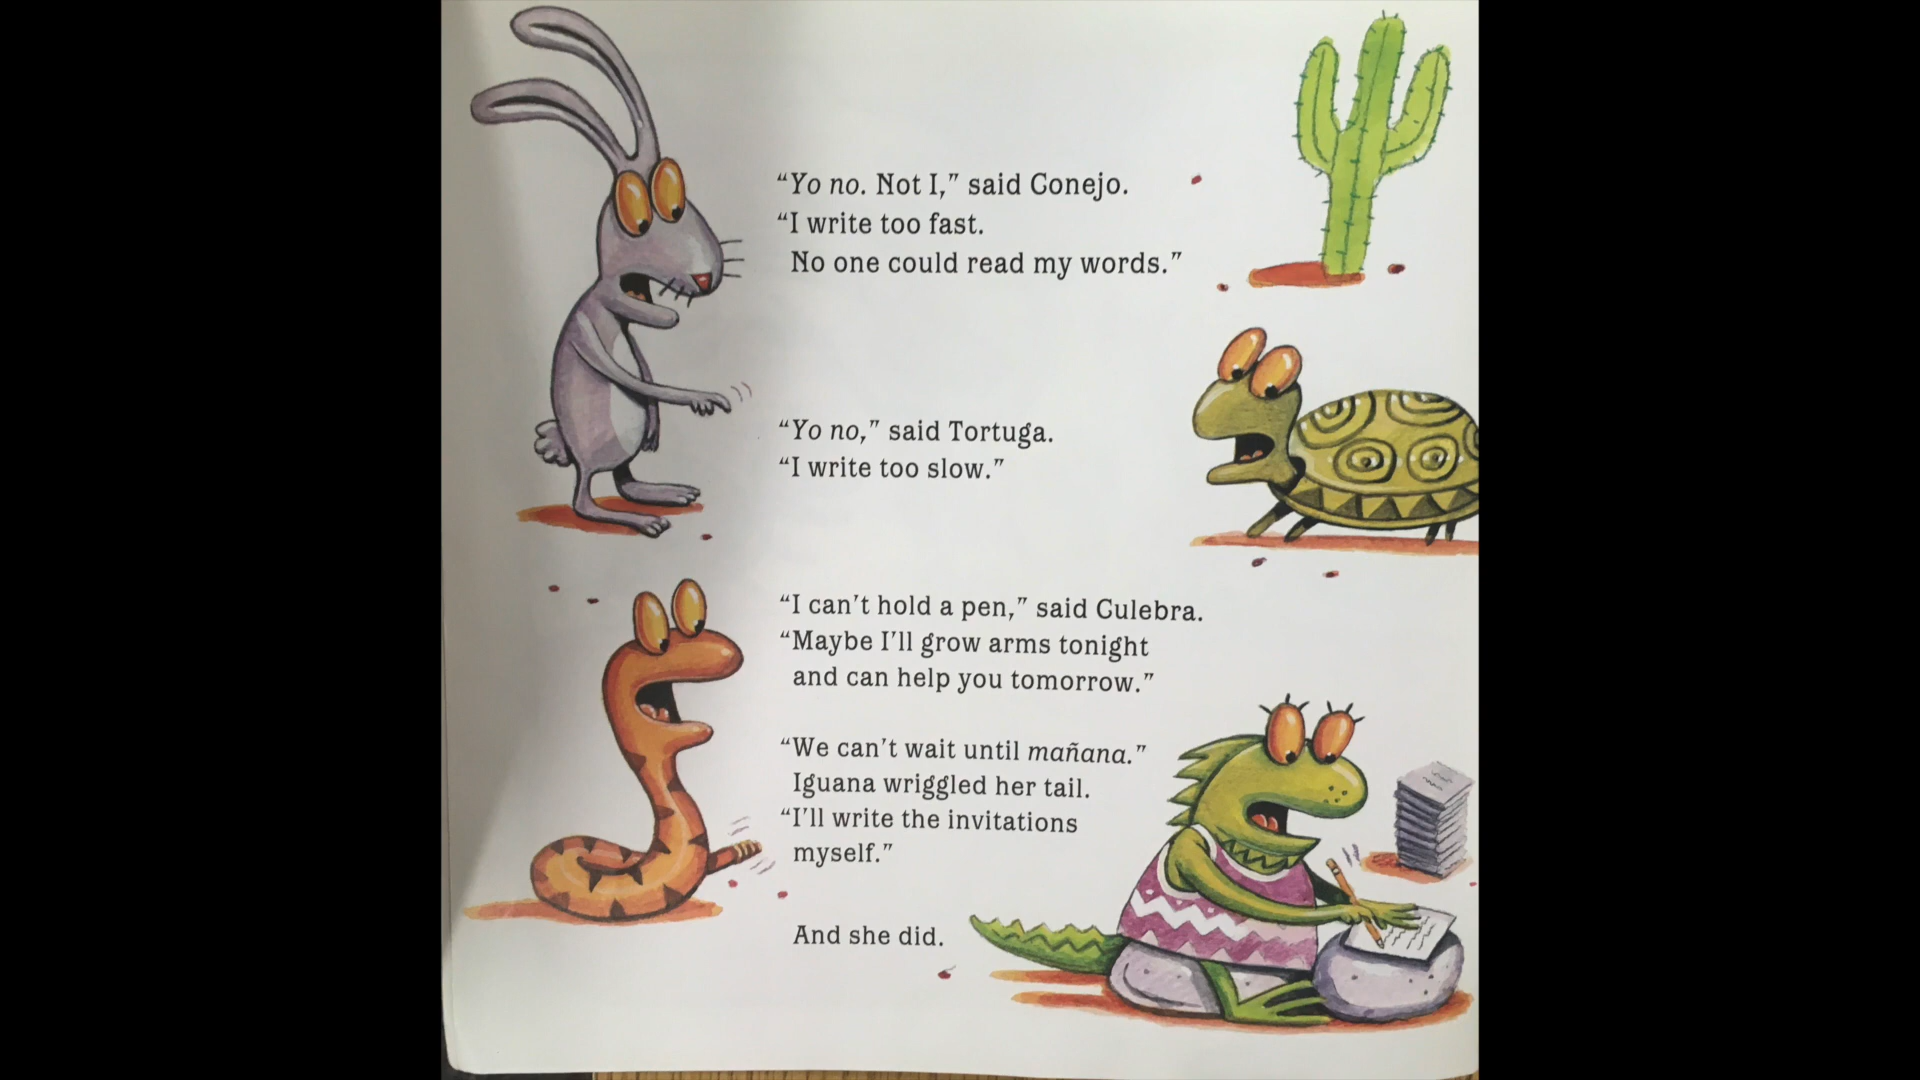 “Yo no. Not I,” said Conejo.
“I write too fast.
No one could read my words.”
“Yo no,” said Tortuga.
“I write too slow.”
“I can’t hold a pen,” said Culebra.
“Maybe I’ll grow arms tonight
and can help you tomorrow.”
“We can’t wait until mañana.”
Iguana wriggled her tail.
“I’ll write the invitations
myself.”
And she did.